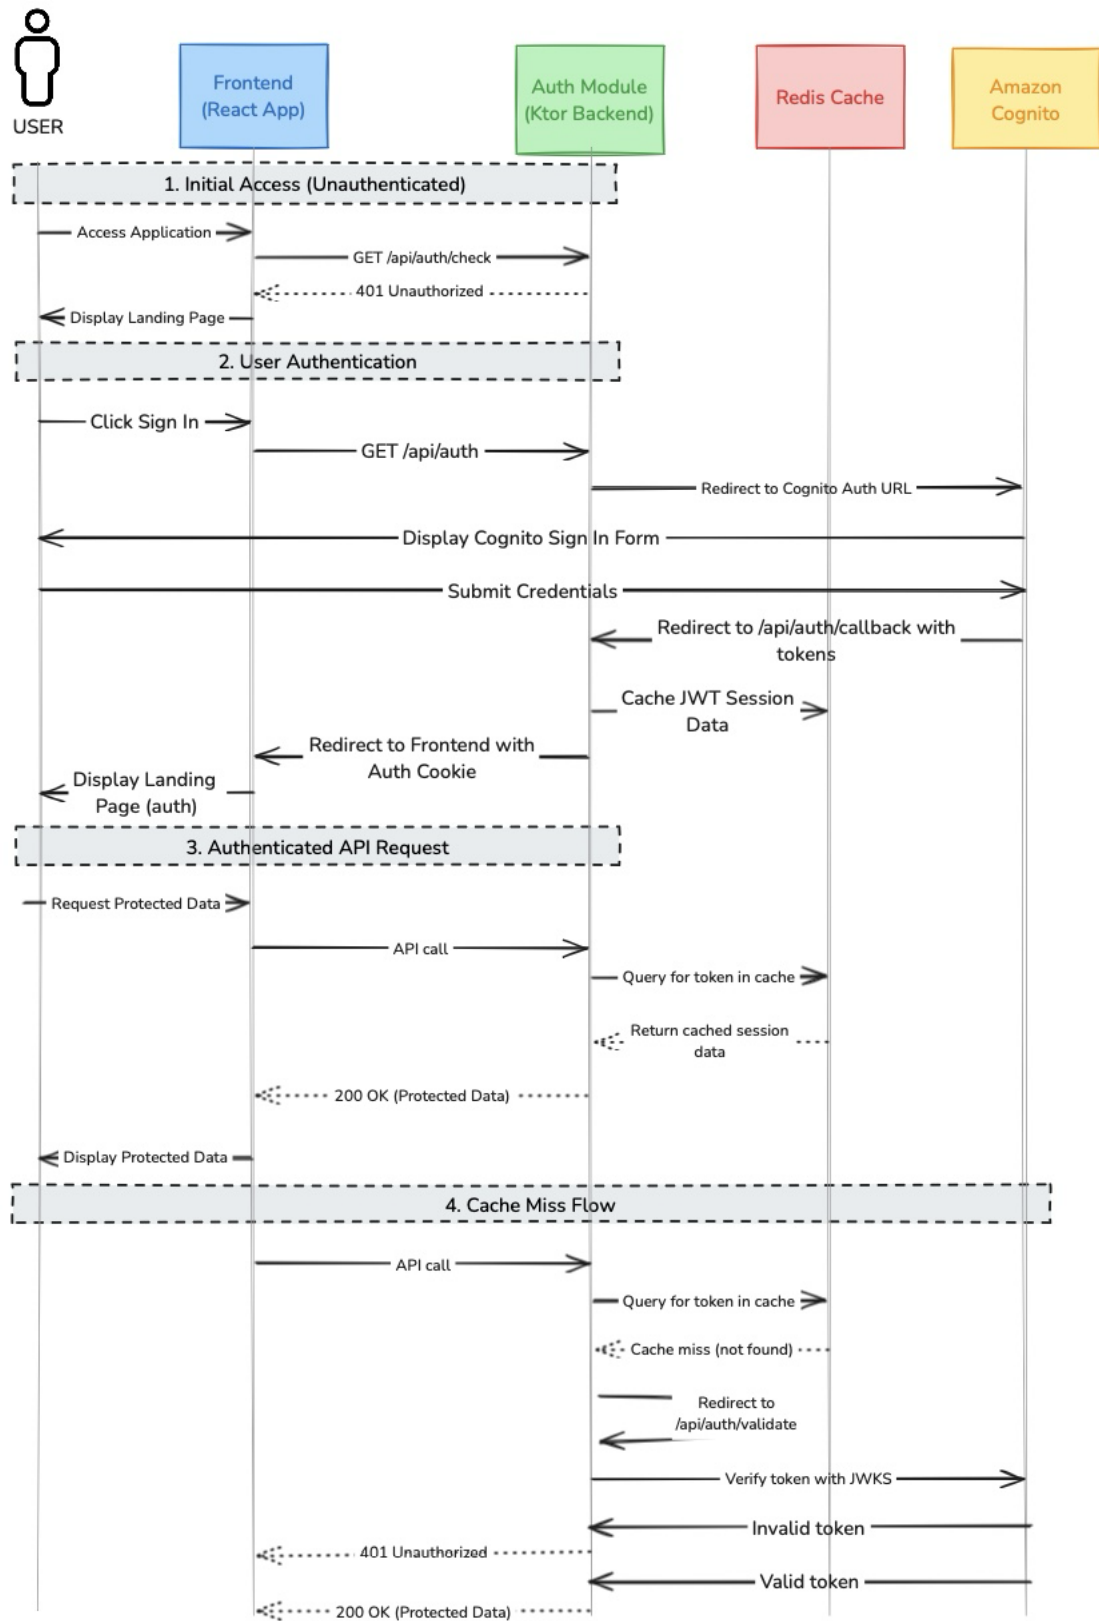 USER
Frontend
(React App)
Auth Module
(Ktor Backend)
Redis Cache
Amazon
Cognito
1. Initial Access (Unauthenticated)
Access Application
GET /api/auth/check
401 Unauthorized
Display Landing Page
2. User Authentication
Click Sign In
GET /api/auth
Redirect to Cognito Auth URL
Display Cognito Sign In Form
Submit Credentials
Redirect to /api/auth/callback with
tokens
Cache JWT Session
Data
Redirect to Frontend with
Auth Cookie
Display Landing
Page (auth)
3. Authenticated API Request
Request Protected Data
API call
Query for token in cache
Return cached session
data
200 OK (Protected Data)
Display Protected Data
4. Cache Miss Flow
API call
Query for token in cache
Cache miss (not found)
Redirect to
/api/auth/validate
Verify token with JWKS
Invalid token
401 Unauthorized
Valid token
200 OK (Protected Data)